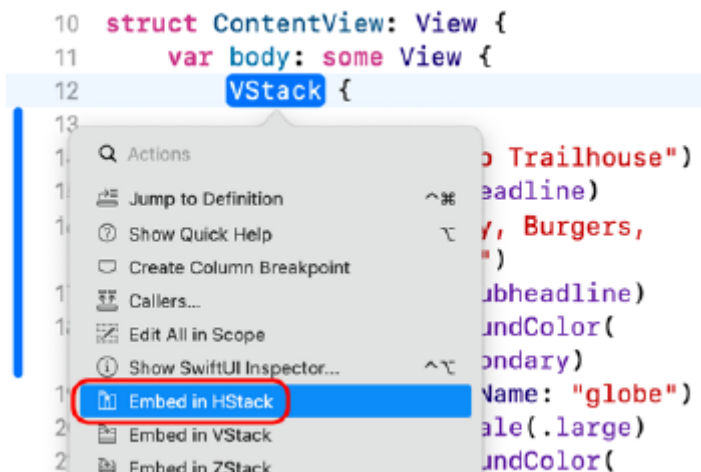 10 struct ContentView: View {
11 var body: some View {
12 VStack {
13
Actions
Trailhouse")
Jump to Definition ^⌘
eadline)
Show Quick Help ⌥
, Burgers,
Create Column Breakpoint
")
Callers...
ubheadline)
Edit All in Scope
undColor(
Show SwiftUI Inspector... ^⌥
ondary)
Embed in HStack
Name: "globe")
Embed in VStack
ale(.large)
Embed in ZStack
undColor(